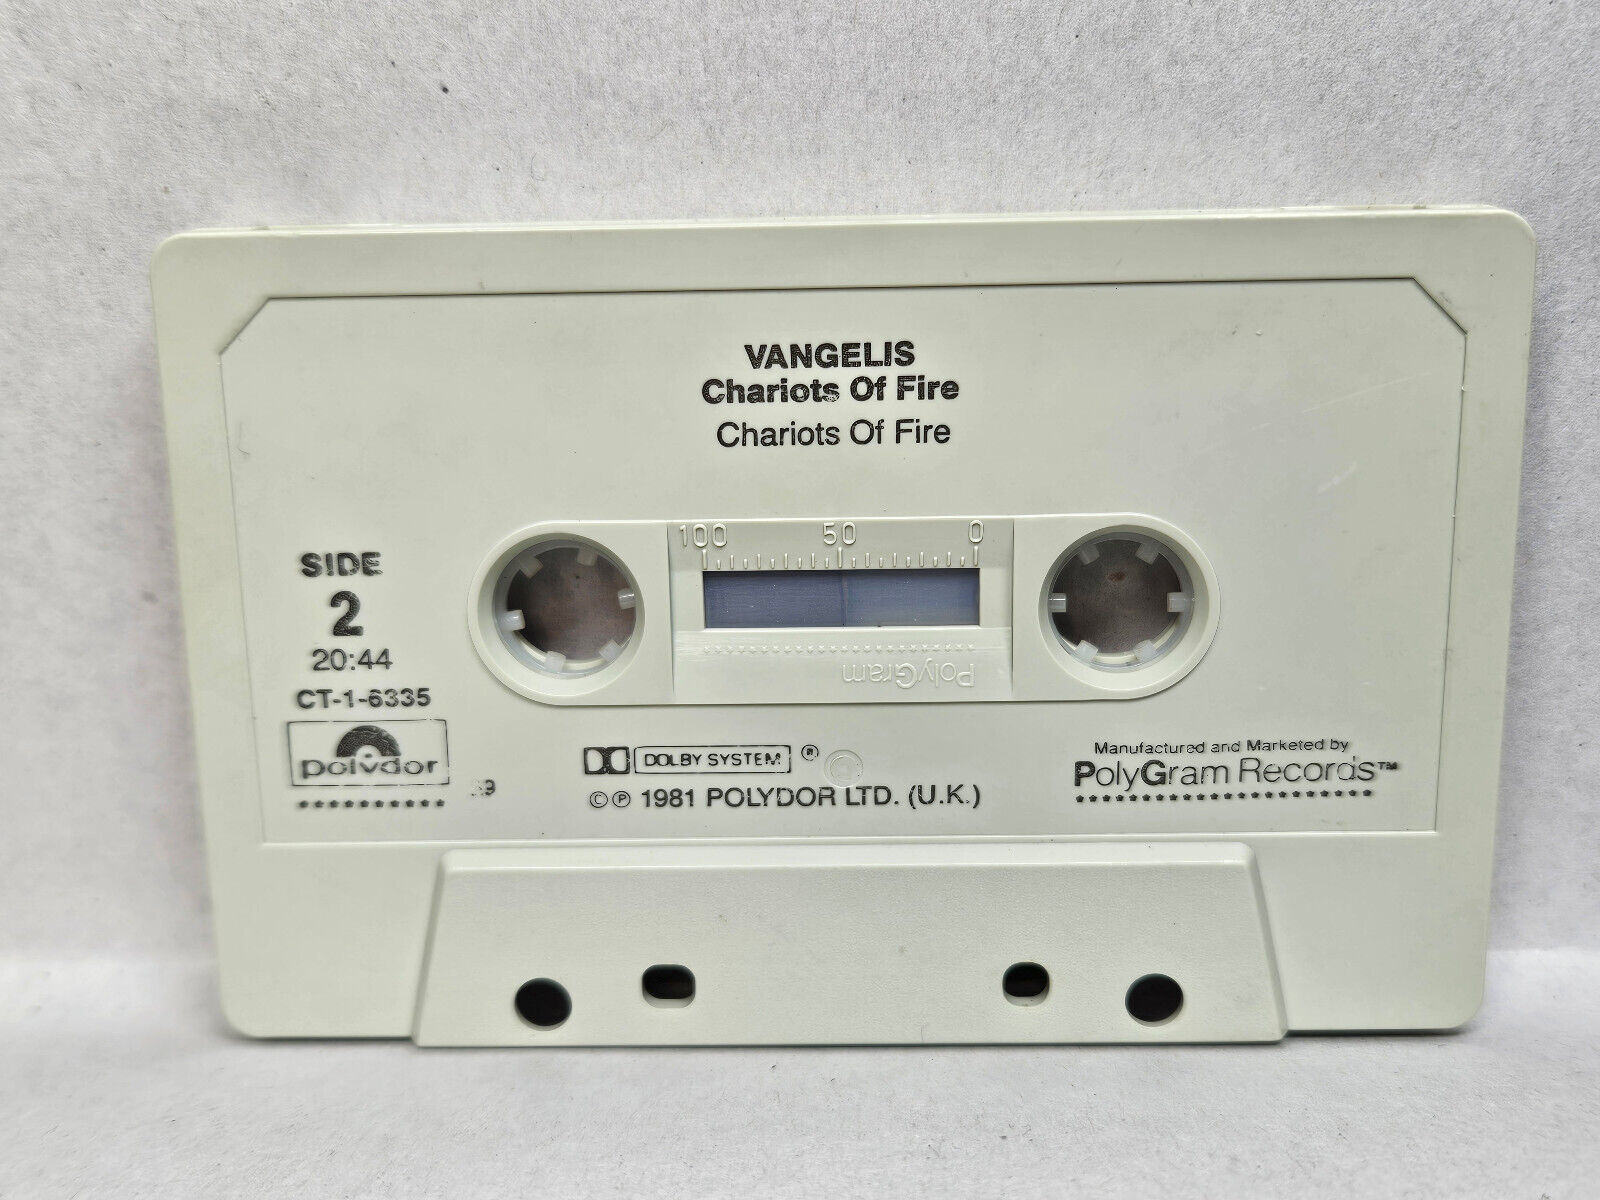 VANGELIS
Chariots Of Fire
Chariots Of Fire
100 50 0
PolyGram
SIDE
2
20:44
CT-1-6335
polydor
DOLBY SYSTEM ®
©℗ 1981 POLYDOR LTD. (U.K.)
Manufactured and Marketed by
PolyGram Records™